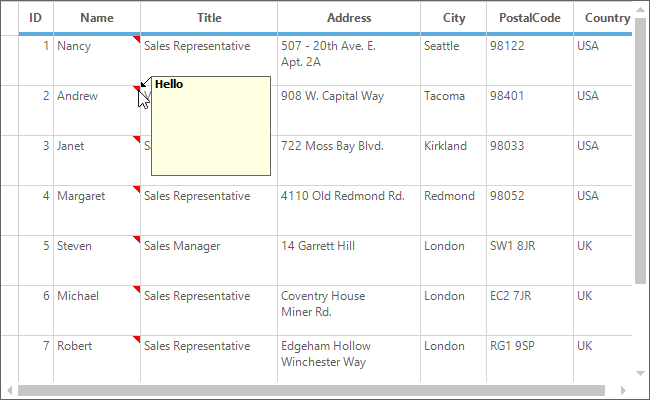 ID Name Title Address City PostalCode Country
1 Nancy Sales Representative 507 - 20th Ave. E. Seattle 98122 USA
Apt. 2A
Hello
2 Andrew 908 W. Capital Way Tacoma 98401 USA
3 Janet 722 Moss Bay Blvd. Kirkland 98033 USA
4 Margaret Sales Representative 4110 Old Redmond Rd. Redmond 98052 USA
5 Steven Sales Manager 14 Garrett Hill London SW1 8JR UK
6 Michael Sales Representative Coventry House London EC2 7JR UK
Miner Rd.
7 Robert Sales Representative Edgeham Hollow London RG1 9SP UK
Winchester Way